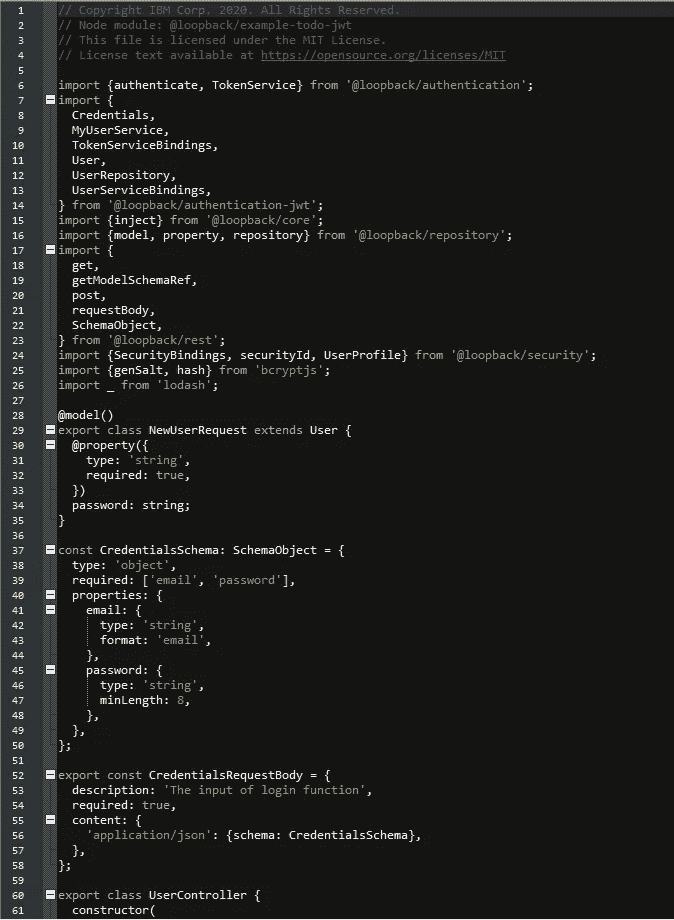 1 // Copyright IBM Corp. 2020. All Rights Reserved.
2 // Node module: @loopback/example-todo-jwt
3 // This file is licensed under the MIT License.
4 // License text available at https://opensource.org/licenses/MIT
5
6 import {authenticate, TokenService} from '@loopback/authentication';
7 import {
8   Credentials,
9   MyUserService,
10   TokenServiceBindings,
11   User,
12   UserRepository,
13   UserServiceBindings,
14 } from '@loopback/authentication-jwt';
15 import {inject} from '@loopback/core';
16 import {model, property, repository} from '@loopback/repository';
17 import {
18   get,
19   getModelSchemaRef,
20   post,
21   requestBody,
22   SchemaObject,
23 } from '@loopback/rest';
24 import {SecurityBindings, securityId, UserProfile} from '@loopback/security';
25 import {genSalt, hash} from 'bcryptjs';
26 import _ from 'lodash';
27
28 @model()
29 export class NewUserRequest extends User {
30   @property({
31     type: 'string',
32     required: true,
33   })
34   password: string;
35 }
36
37 const CredentialsSchema: SchemaObject = {
38   type: 'object',
39   required: ['email', 'password'],
40   properties: {
41     email: {
42       type: 'string',
43       format: 'email',
44     },
45     password: {
46       type: 'string',
47       minLength: 8,
48     },
49   },
50 };
51
52 export const CredentialsRequestBody = {
53   description: 'The input of login function',
54   required: true,
55   content: {
56     'application/json': {schema: CredentialsSchema},
57   },
58 };
59
60 export class UserController {
61   constructor(